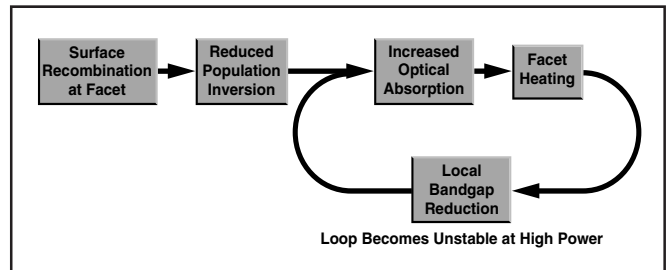 Surface
Recombination
at Facet
Reduced
Population
Inversion
Increased
Optical
Absorption
Facet
Heating
Local
Bandgap
Reduction
Loop Becomes Unstable at High Power